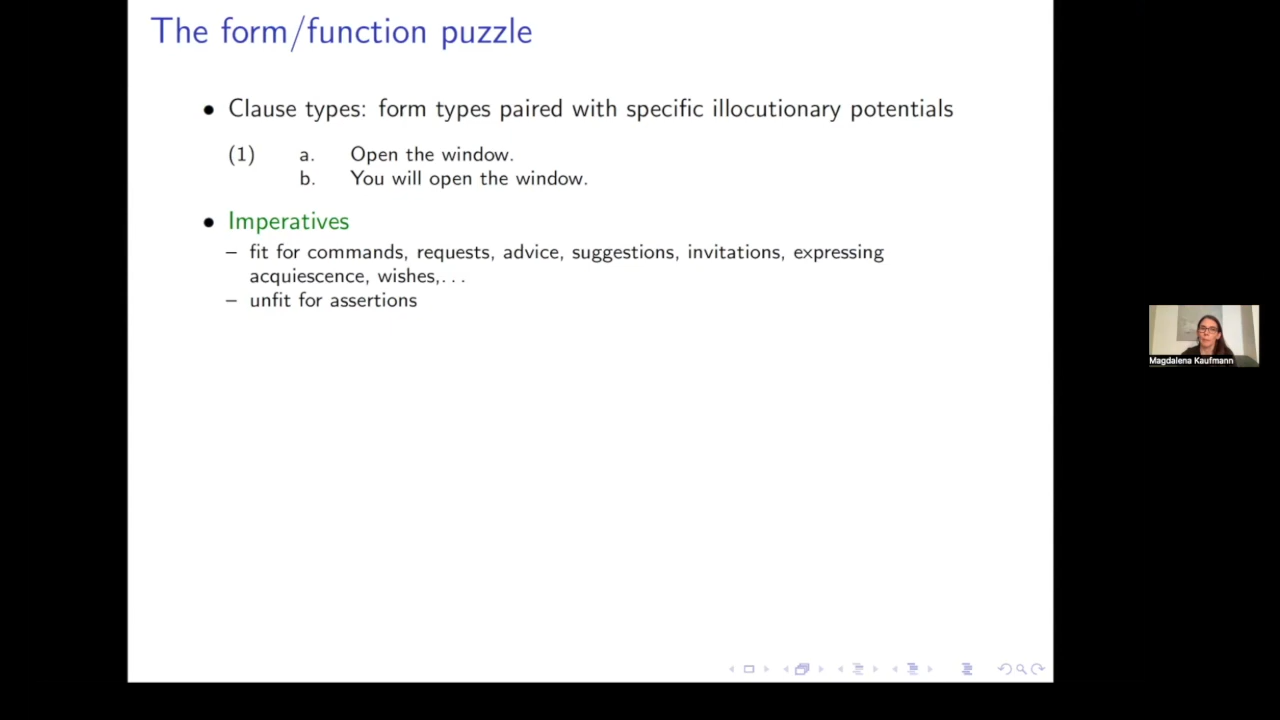 The form/function puzzle
• Clause types: form types paired with specific illocutionary potentials
(1) a. Open the window.
b. You will open the window.
• Imperatives
– fit for commands, requests, advice, suggestions, invitations, expressing
acquiescence, wishes,. . .
– unfit for assertions
Magdalena Kaufmann